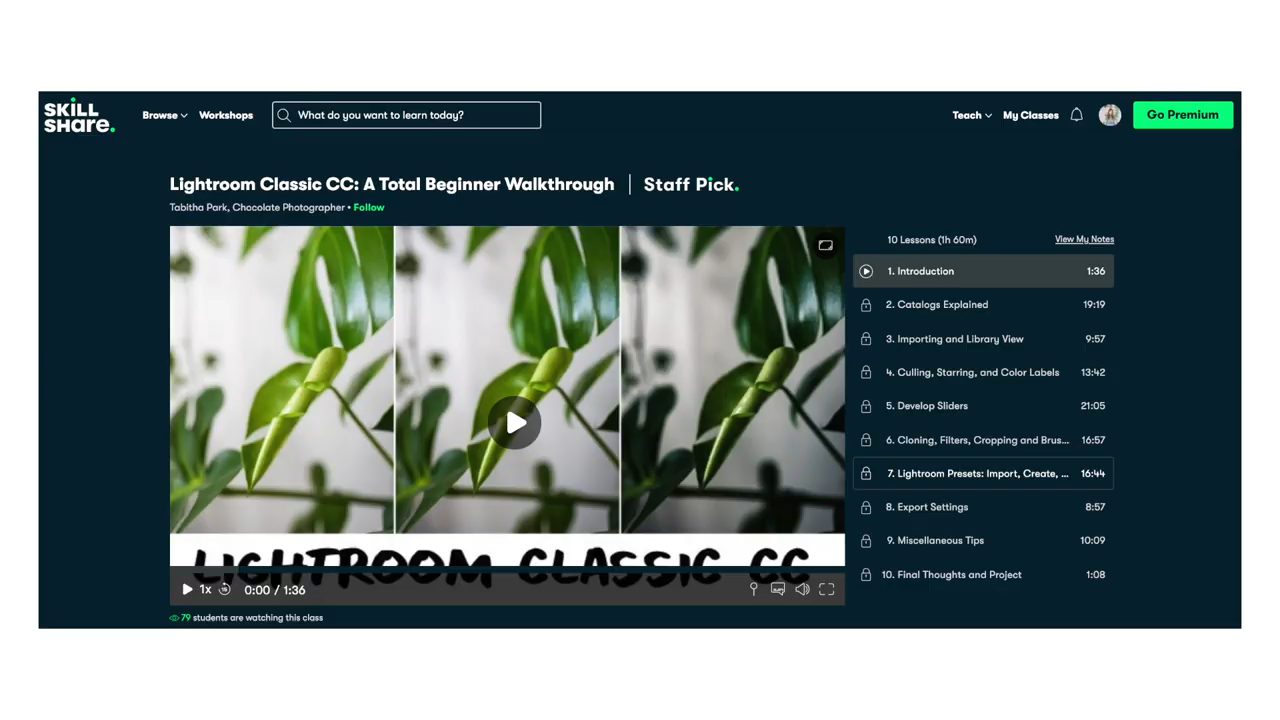 SKILL
SHARE.
Browse
Workshops
What do you want to learn today?
Teach
My Classes
Go Premium
Lightroom Classic CC: A Total Beginner Walkthrough
Staff Pick.
Tabitha Park, Chocolate Photographer • Follow
10 Lessons (1h 60m)
View My Notes
1. Introduction 1:36
2. Catalogs Explained 19:19
3. Importing and Library View 9:57
4. Culling, Starring, and Color Labels 13:42
5. Develop Sliders 21:05
6. Cloning, Filters, Cropping and Brus... 16:57
7. Lightroom Presets: Import, Create, ... 16:44
8. Export Settings 8:57
9. Miscellaneous Tips 10:09
10. Final Thoughts and Project 1:08
LIGHTROOM CLASSIC CC
1x 0:00 / 1:36
79 students are watching this class